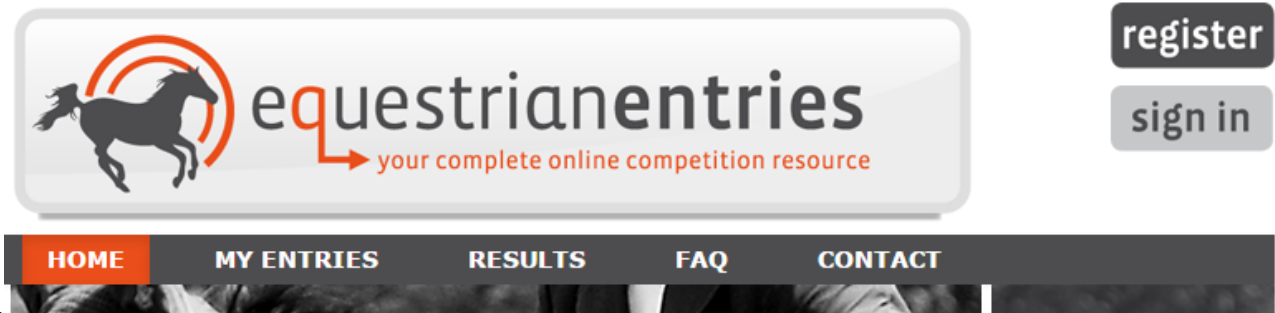 register
equestrianentries
your complete online competition resource
sign in
HOME MY ENTRIES RESULTS FAQ CONTACT